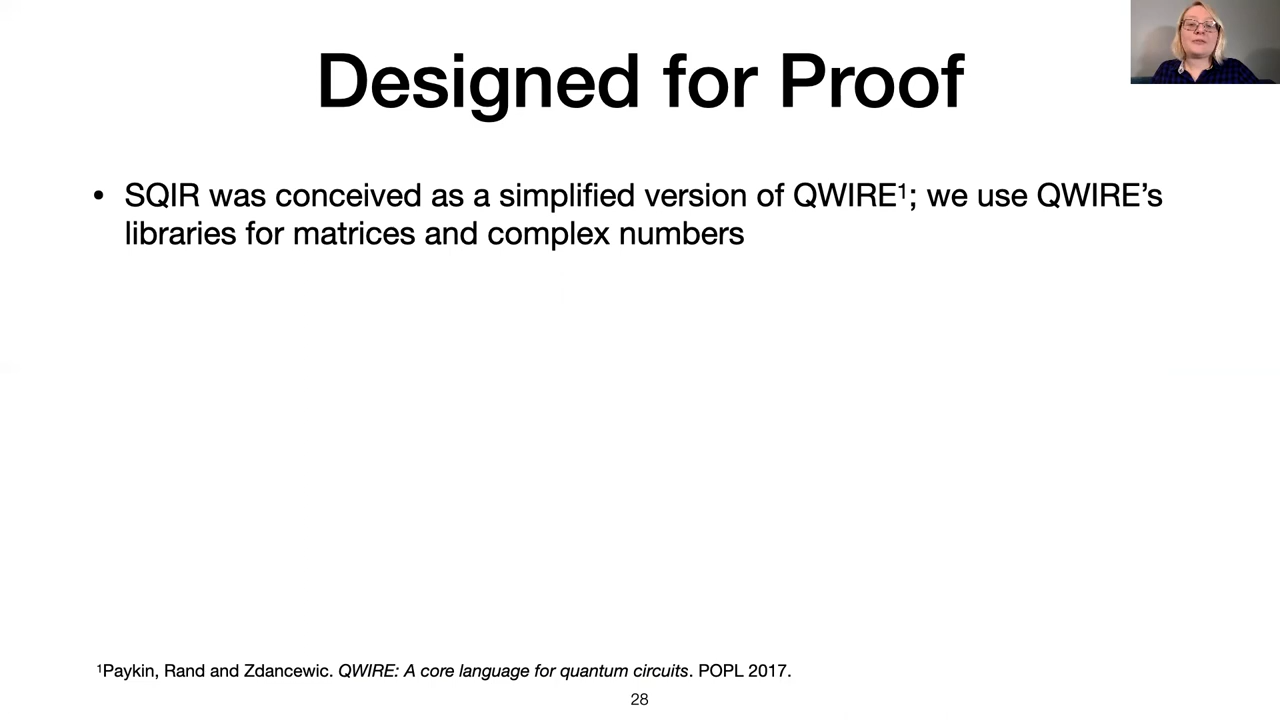 Designed for Proof
• SQIR was conceived as a simplified version of QWIRE¹; we use QWIRE’s
libraries for matrices and complex numbers
¹Paykin, Rand and Zdancewic. QWIRE: A core language for quantum circuits. POPL 2017.
28